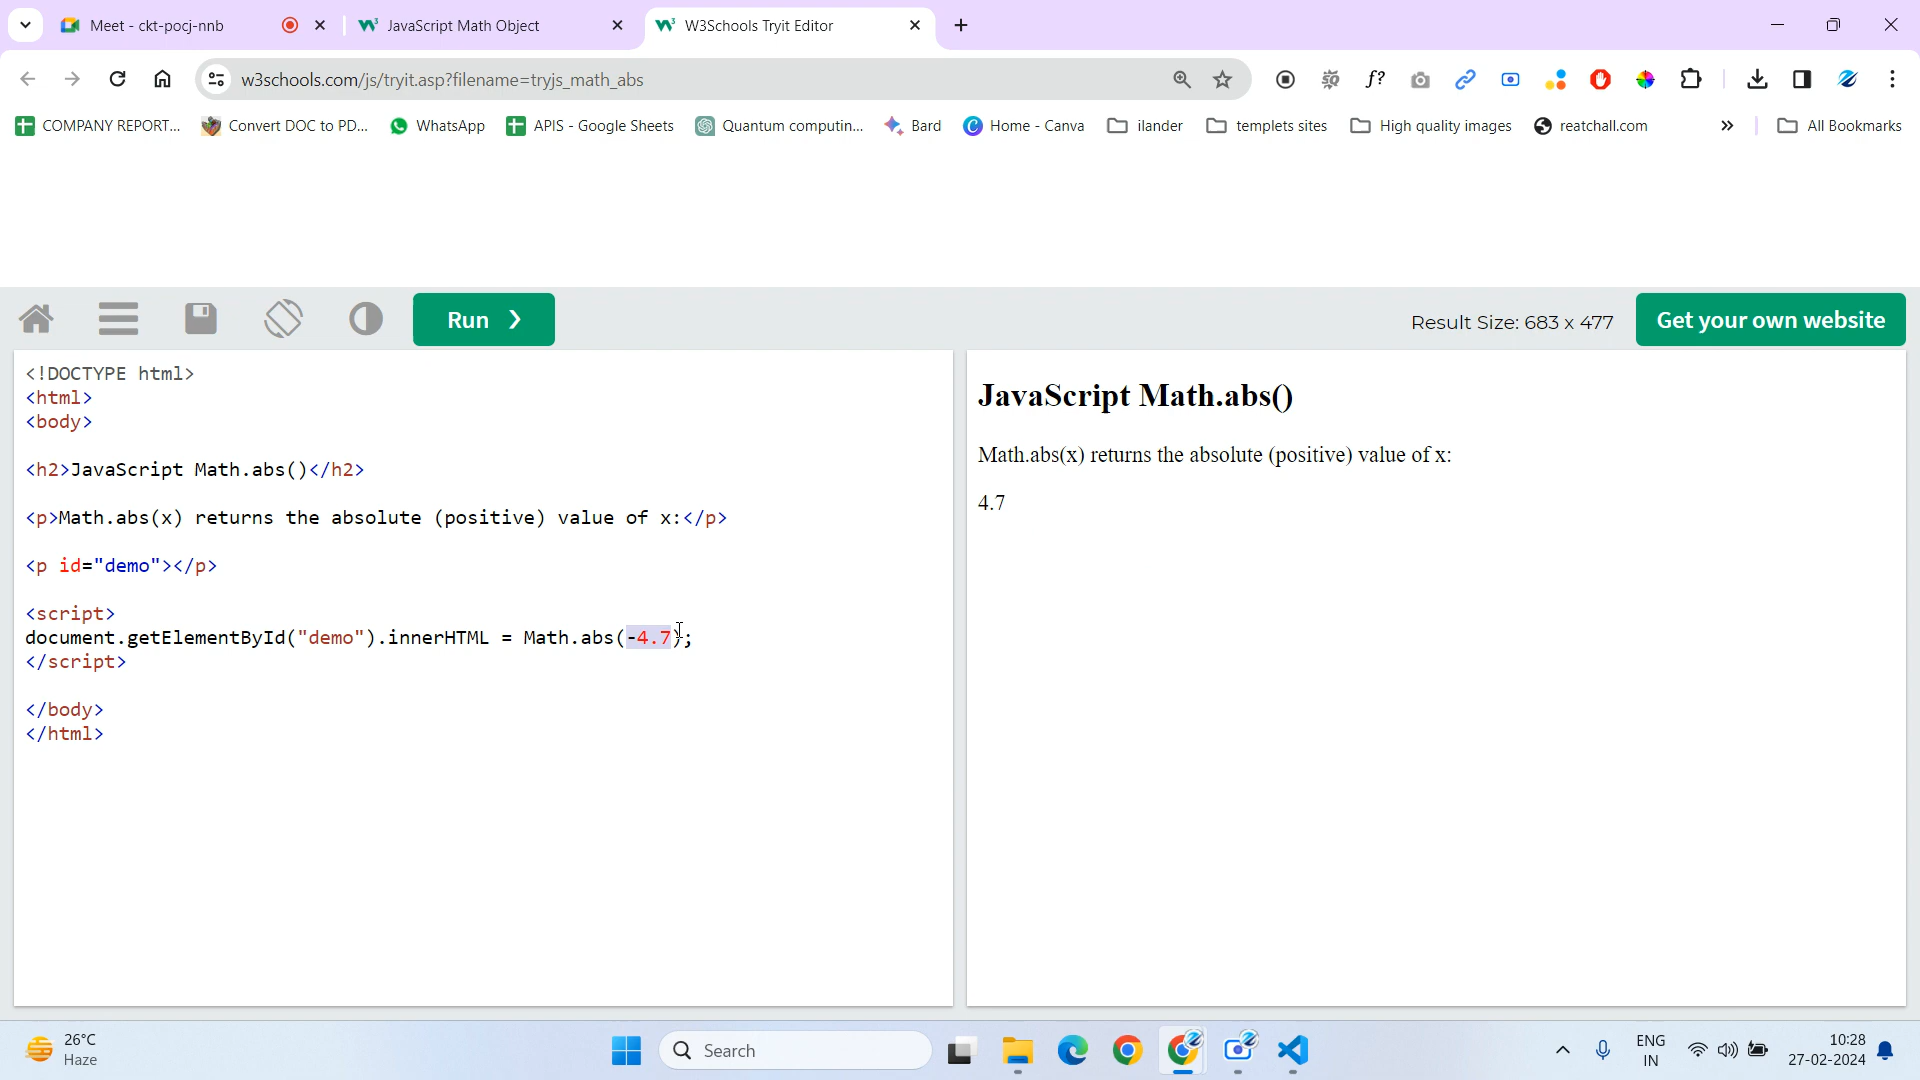 Meet - ckt-pocj-nnb
JavaScript Math Object
W3Schools Tryit Editor
w3schools.com/js/tryit.asp?filename=tryjs_math_abs
f?
COMPANY REPORT...
Convert DOC to PD...
WhatsApp
APIS - Google Sheets
Quantum computin...
Bard
Home - Canva
ilander
templets sites
High quality images
reatchall.com
»
All Bookmarks
Run ❯
Result Size: 683 x 477
Get your own website
<!DOCTYPE html>
<html>
<body>
<h2>JavaScript Math.abs()</h2>
<p>Math.abs(x) returns the absolute (positive) value of x:</p>
<p id="demo"></p>
<script>
document.getElementById("demo").innerHTML = Math.abs(-4.7);
</script>
</body>
</html>
JavaScript Math.abs()
Math.abs(x) returns the absolute (positive) value of x:
4.7
26°C
Haze
Search
ENG
IN
10:28
27-02-2024